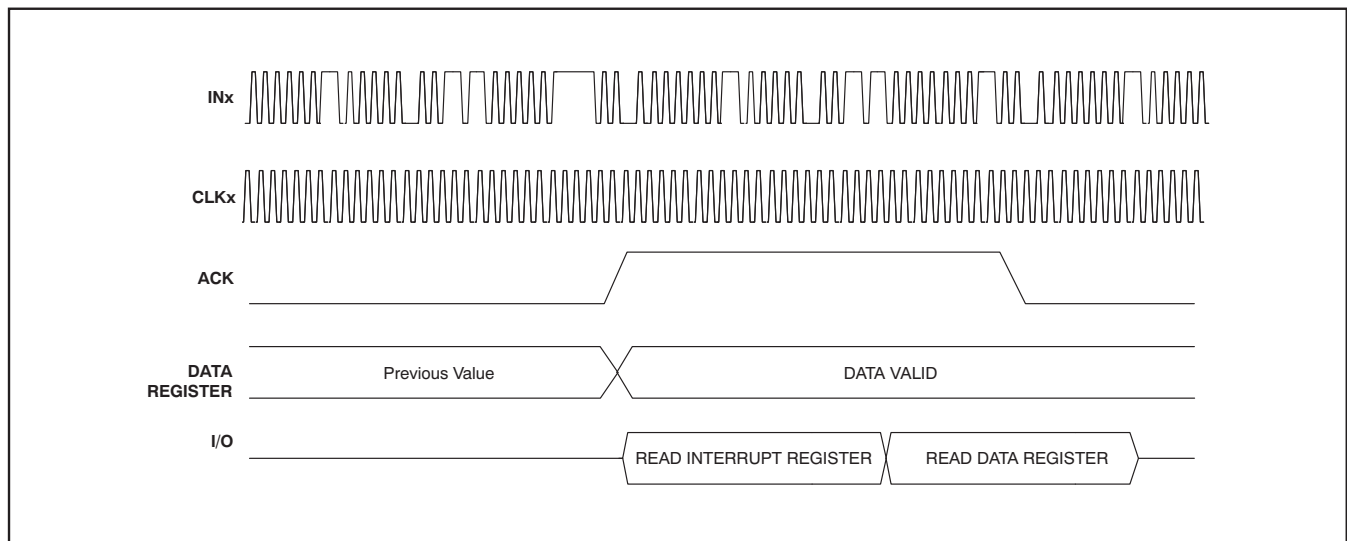 INx
CLKx
ACK
DATA
REGISTER
Previous Value
DATA VALID
I/O
READ INTERRUPT REGISTER
READ DATA REGISTER